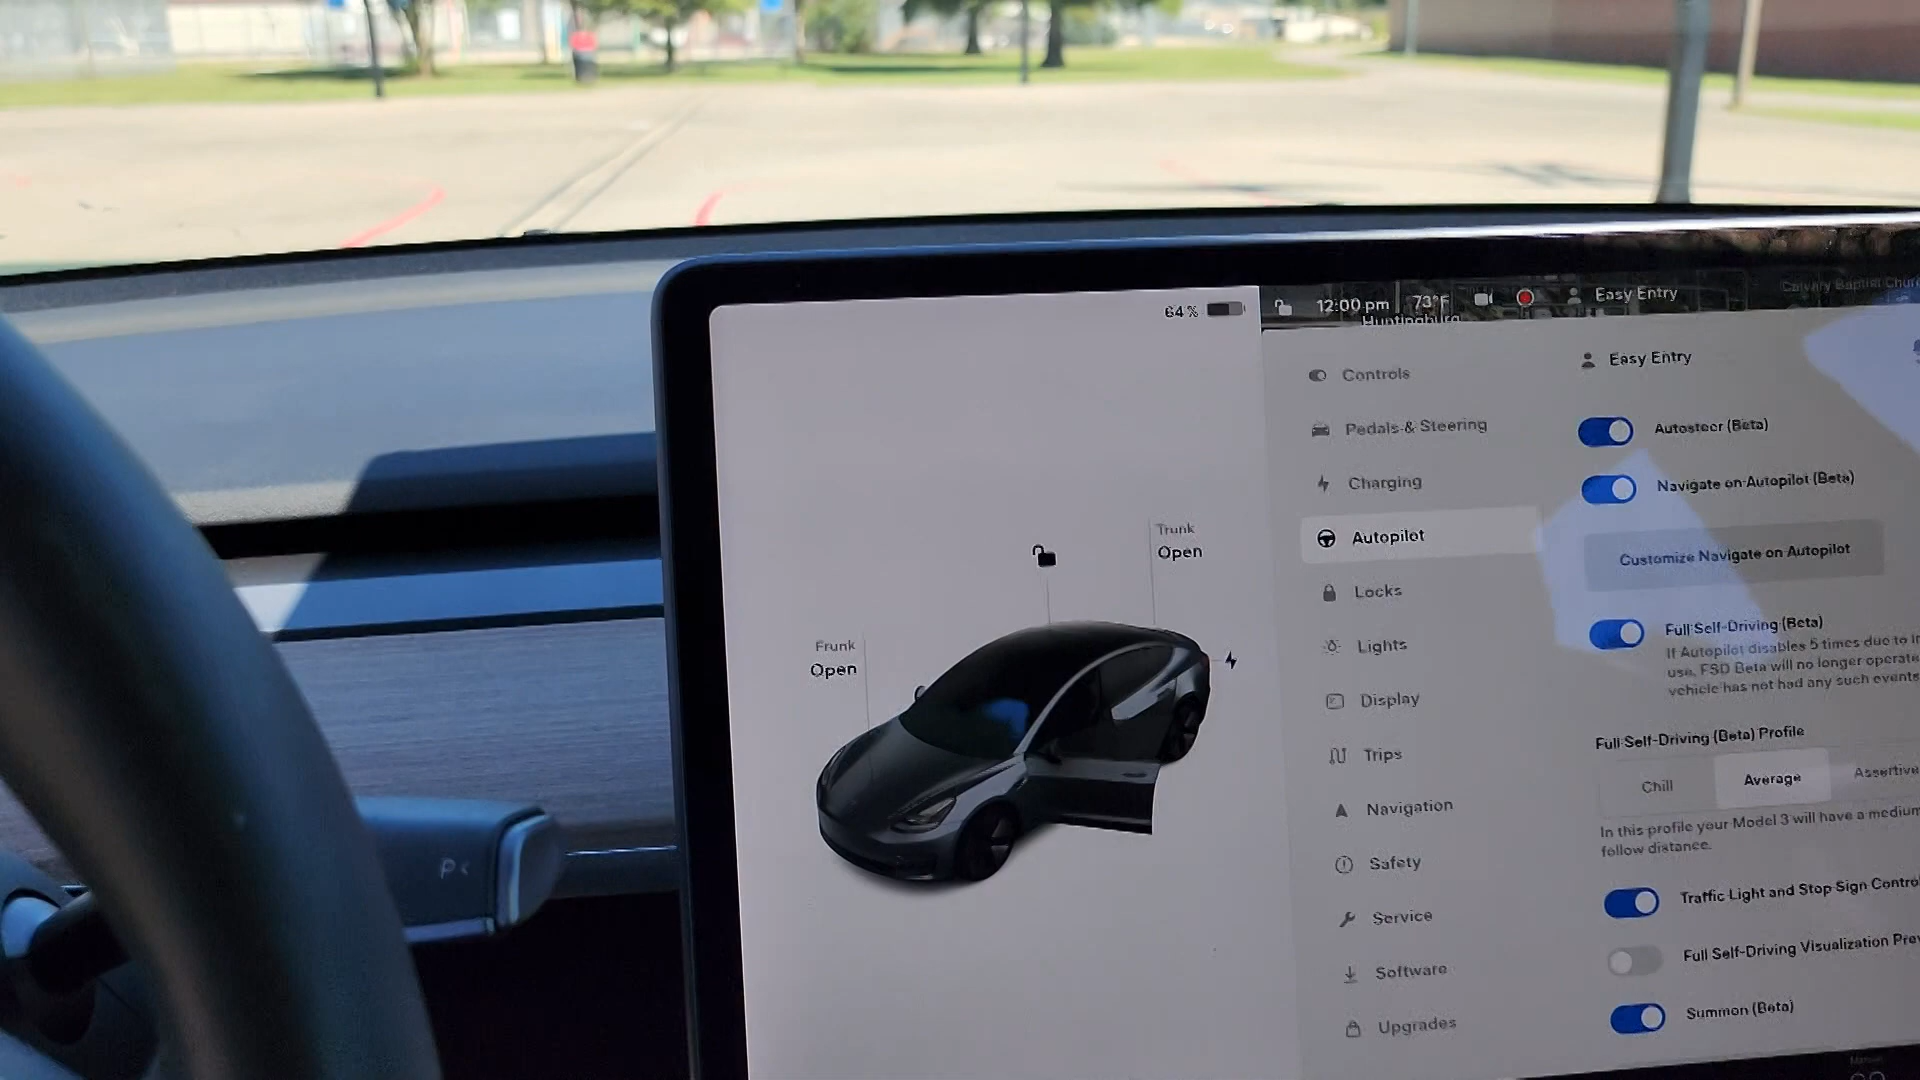 64%
12:00 pm
73°F
Easy Entry
Calvary Baptist
Huntingburg
Controls
Pedals & Steering
Charging
Autopilot
Locks
Lights
Display
Trips
Navigation
Safety
Service
Software
Upgrades
Trunk
Open
Frunk
Open
Easy Entry
Autosteer (Beta)
Navigate on Autopilot (Beta)
Customize Navigate on Autopilot
Full Self-Driving (Beta)
If Autopilot disables 5 times due to
use, FSD Beta will no longer operate
vehicle has not had any such events
Full Self-Driving (Beta) Profile
Chill
Average
Assertive
In this profile your Model 3 will have a medium
follow distance.
Traffic Light and Stop Sign
Full Self-Driving Visualization
Summon (Beta)
P